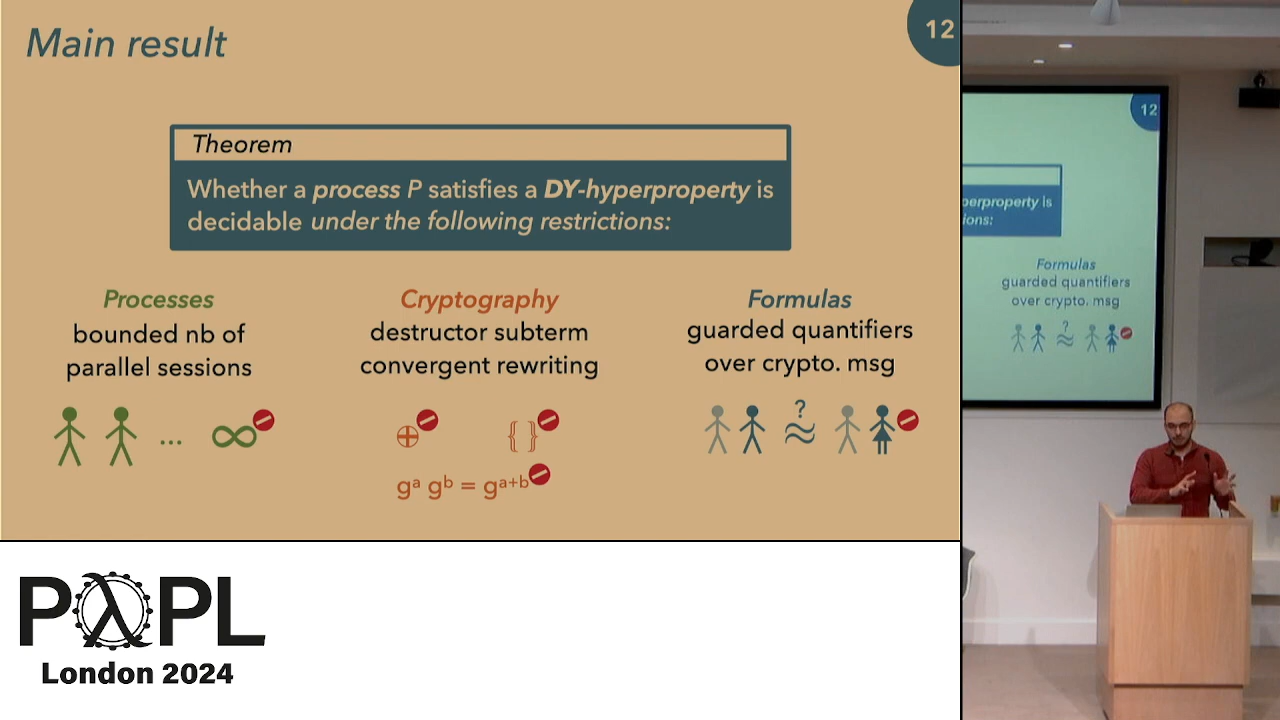 Main result
12
Theorem
Whether a process P satisfies a DY-hyperproperty is
decidable under the following restrictions:
Processes
bounded nb of
parallel sessions
...
∞
Cryptography
destructor subterm
convergent rewriting
⊕
{ }
gᵃ gᵇ = gᵃ⁺ᵇ
Formulas
guarded quantifiers
over crypto. msg
?
≈
PλPL
London 2024
12
erproperty is
ions:
Formulas
guarded quantifiers
over crypto. msg
?
≈